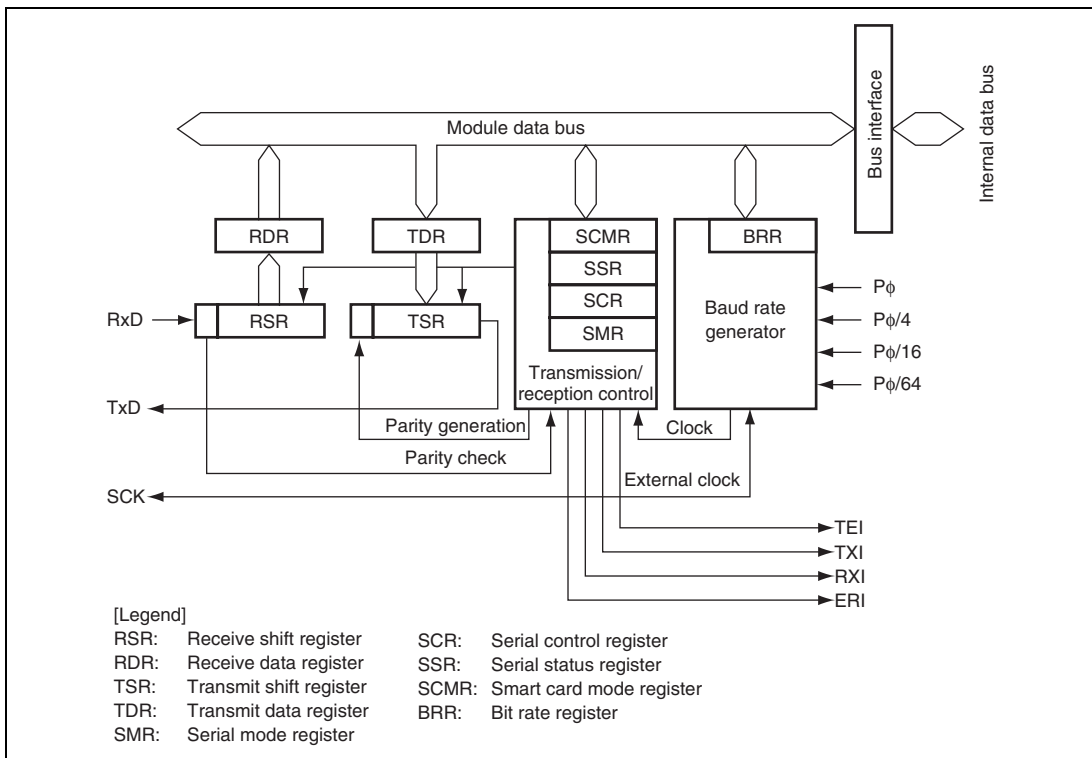 Module data bus
Bus interface
Internal data bus
RDR
TDR
SCMR
BRR
SSR
SCR
SMR
RxD
RSR
TSR
Baud rate
generator
Pϕ
Pϕ/4
Pϕ/16
Pϕ/64
Transmission/
reception control
TxD
Parity generation
Clock
Parity check
SCK
External clock
TEI
TXI
RXI
ERI
[Legend]
RSR: Receive shift register
RDR: Receive data register
TSR: Transmit shift register
TDR: Transmit data register
SMR: Serial mode register
SCR: Serial control register
SSR: Serial status register
SCMR: Smart card mode register
BRR: Bit rate register